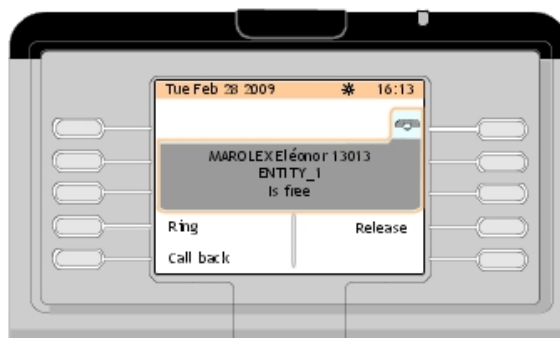 Tue Feb 28 2009 16:13
MAROLEX Eléonor 13013
ENTITY_1
Is free
Ring Release
Call back